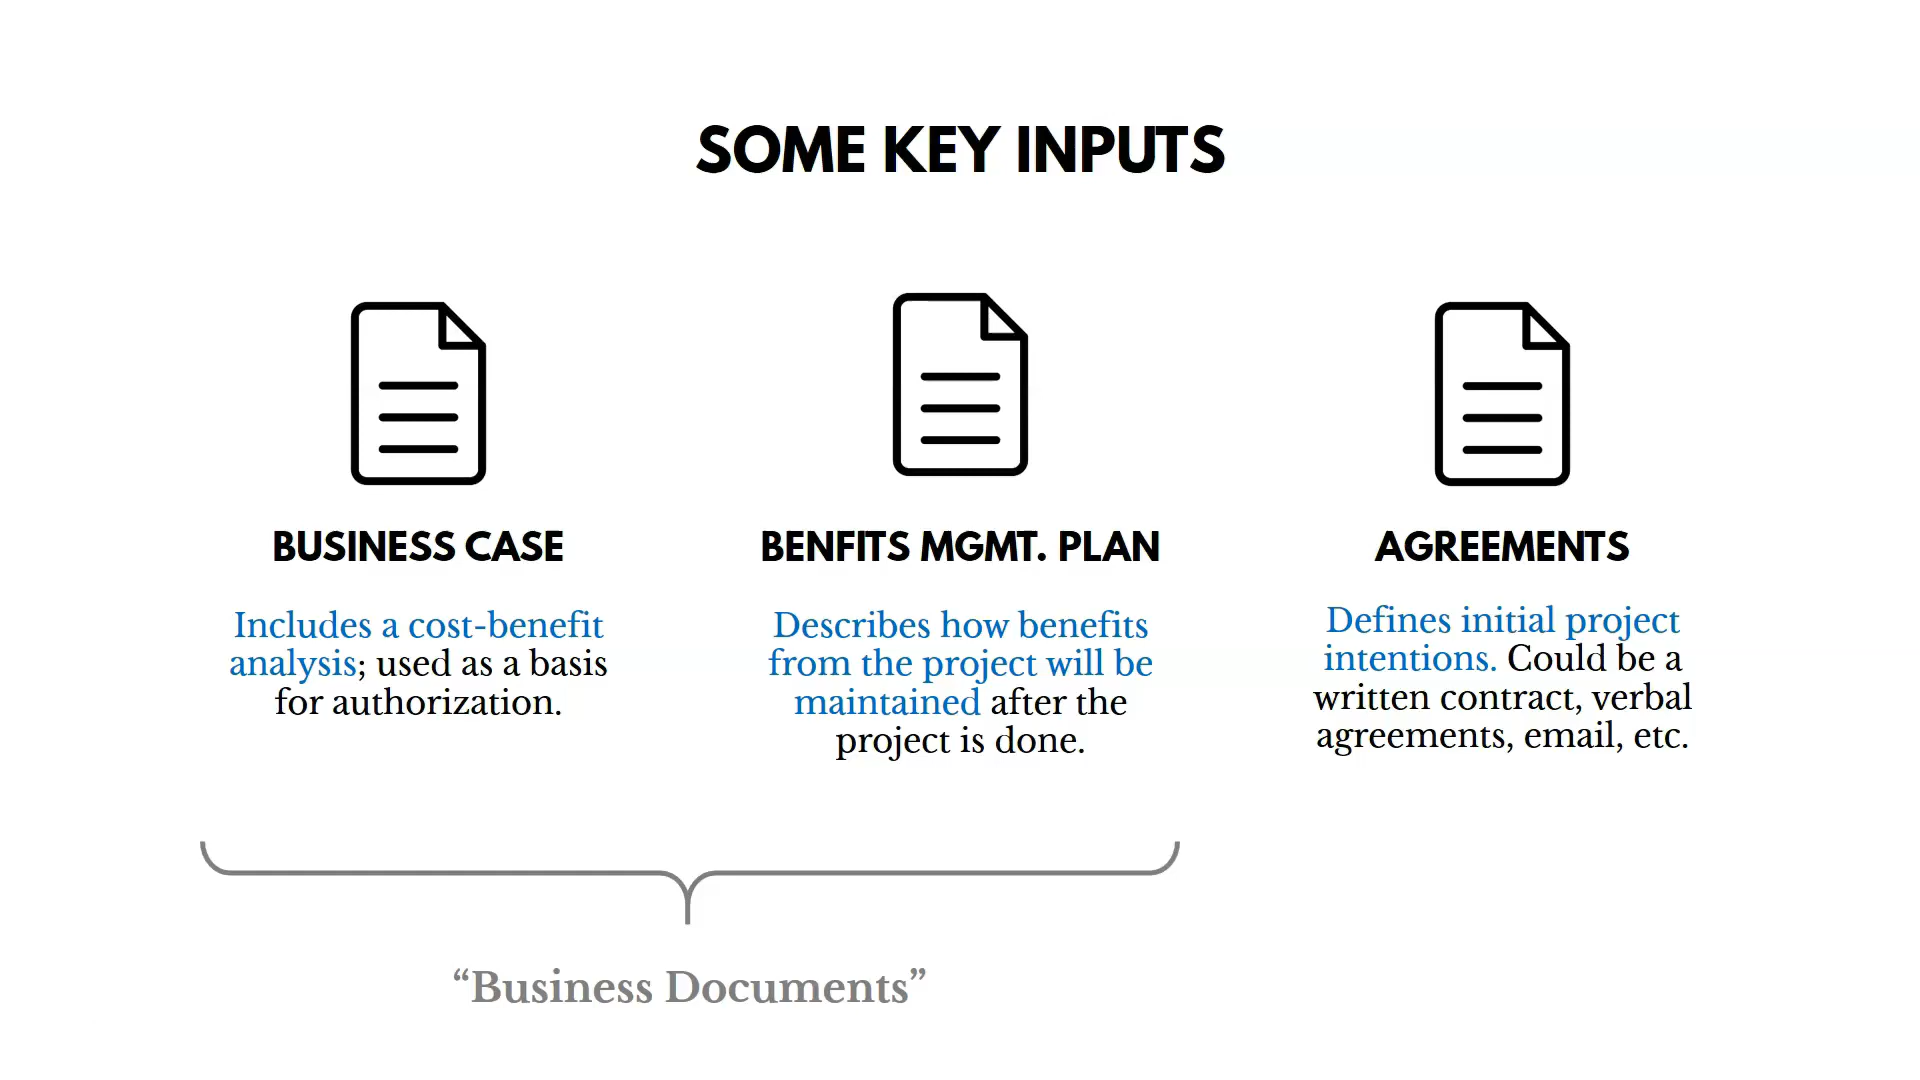 SOME KEY INPUTS
BUSINESS CASE
Includes a cost-benefit
analysis; used as a basis
for authorization.
BENFITS MGMT. PLAN
Describes how benefits
from the project will be
maintained after the
project is done.
AGREEMENTS
Defines initial project
intentions. Could be a
written contract, verbal
agreements, email, etc.
“Business Documents”